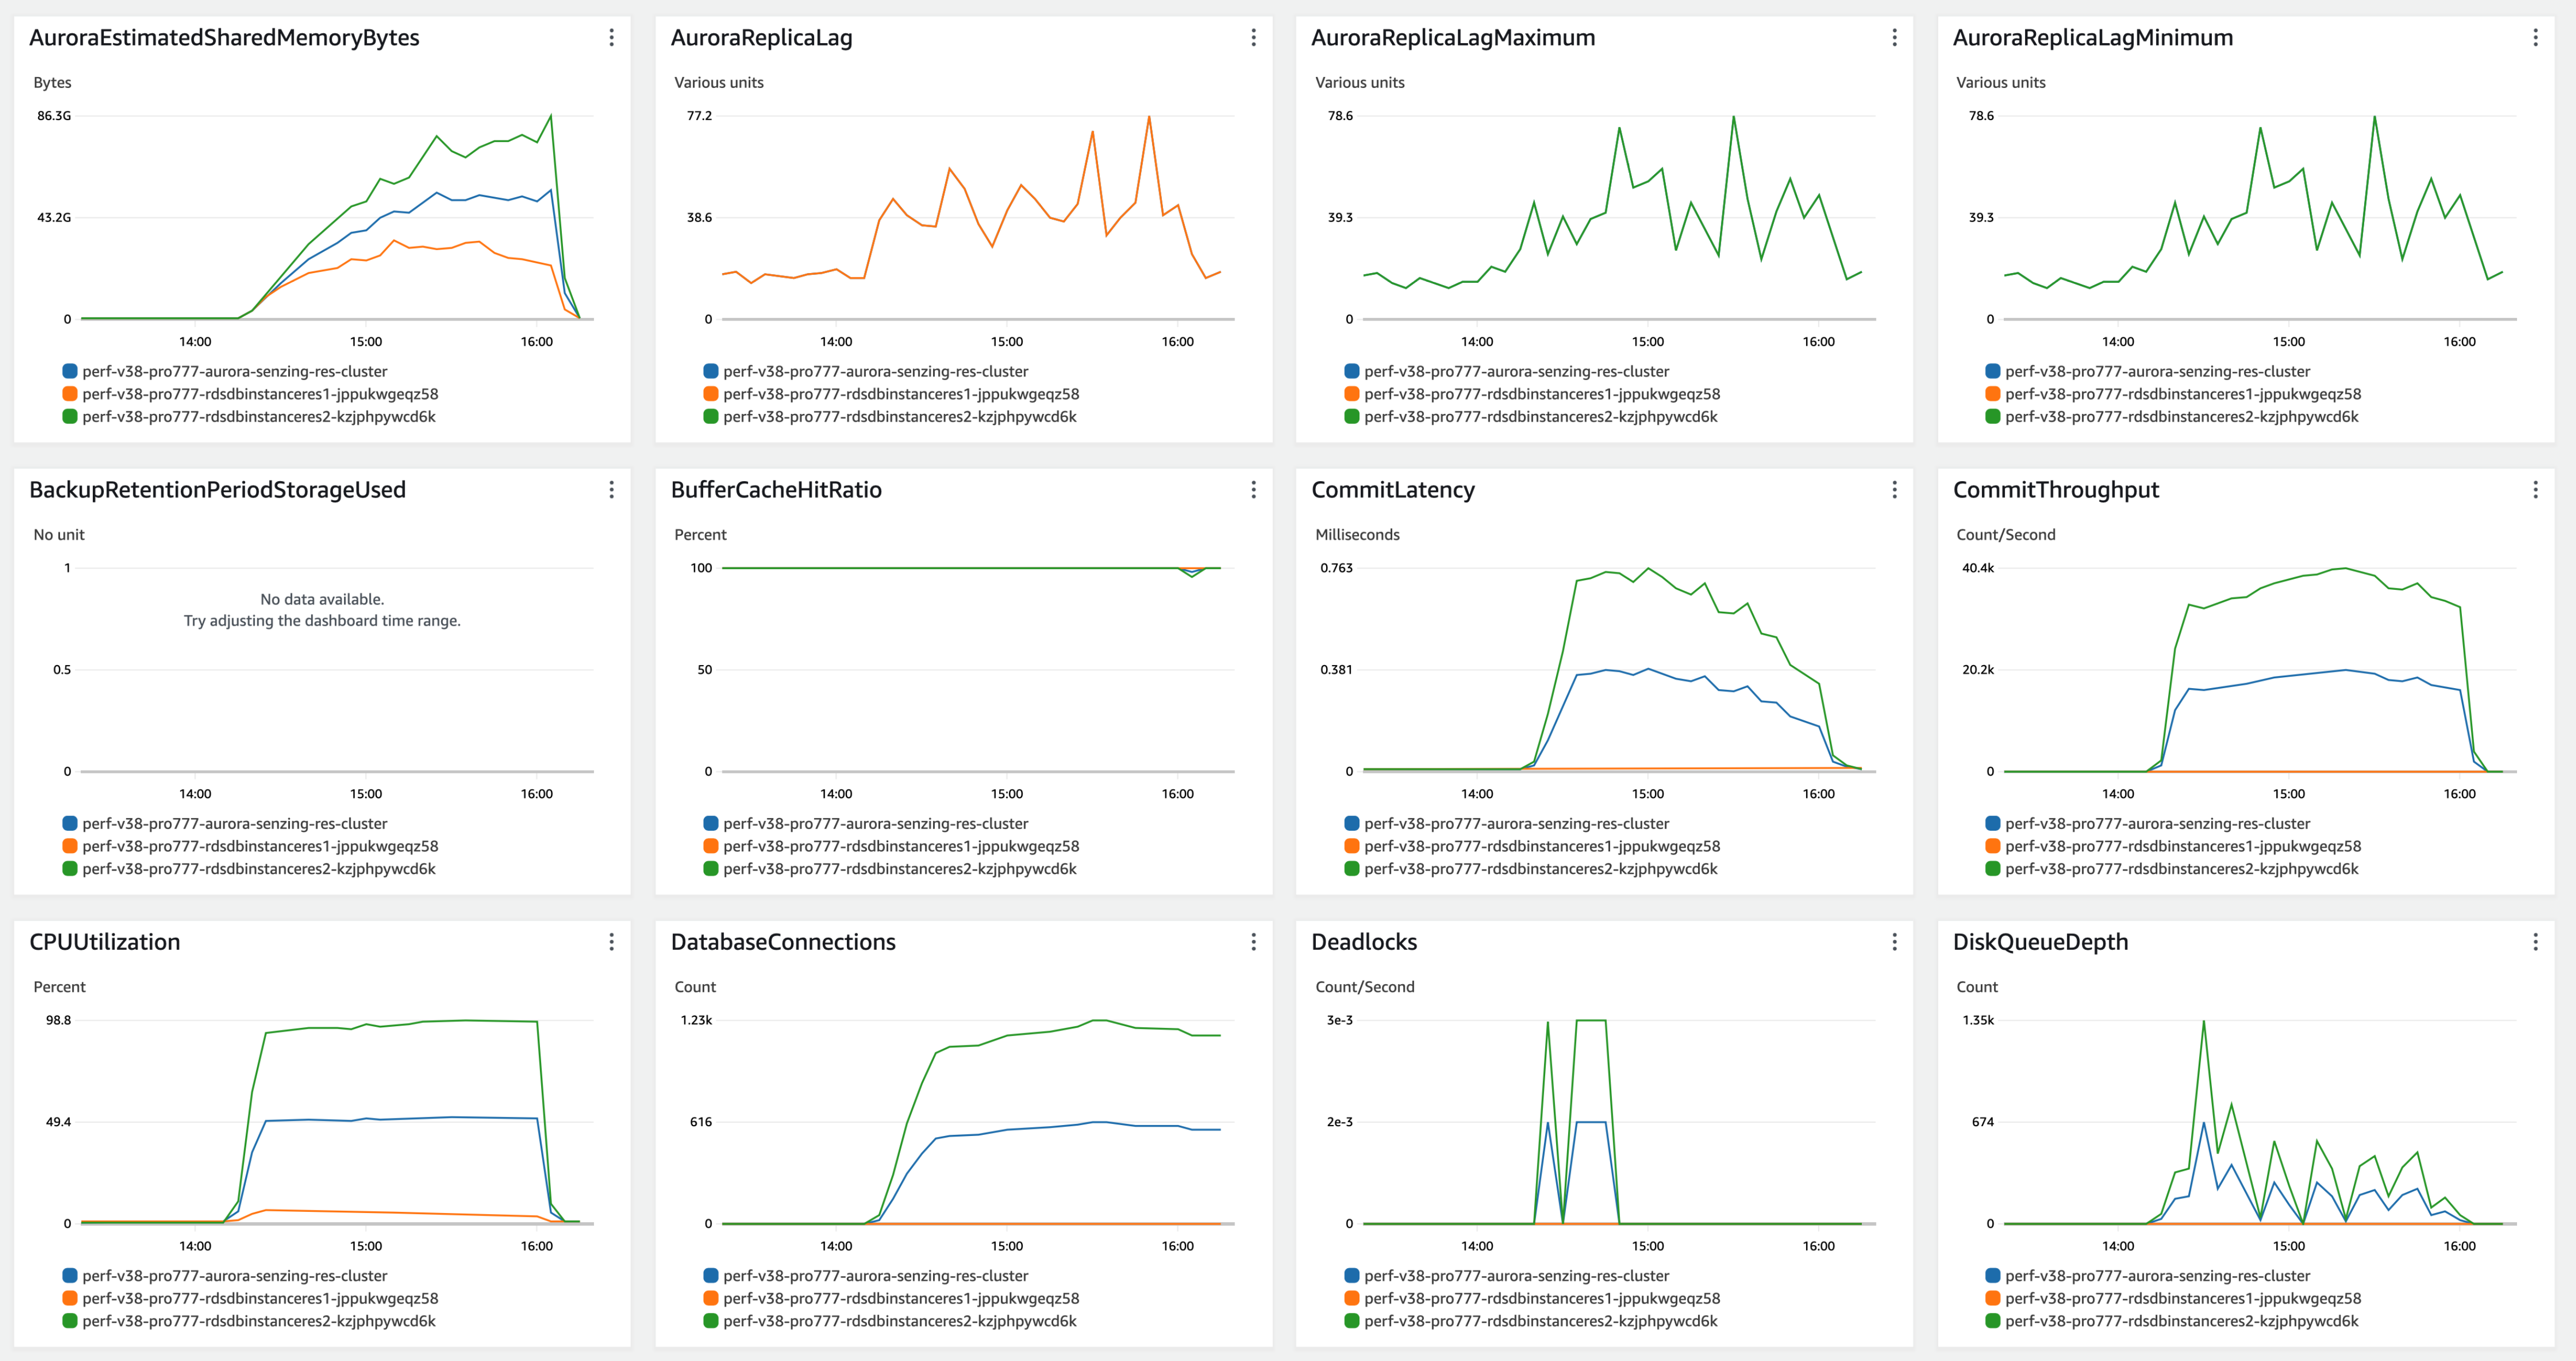 AuroraEstimatedSharedMemoryBytes
Bytes
86.3G
43.2G
0
14:00 15:00 16:00
perf-v38-pro777-aurora-senzing-res-cluster
perf-v38-pro777-rdsdbinstanceres1-jppukwgeqz58
perf-v38-pro777-rdsdbinstanceres2-kzjphpywcd6k
AuroraReplicaLag
Various units
77.2
38.6
0
14:00 15:00 16:00
perf-v38-pro777-aurora-senzing-res-cluster
perf-v38-pro777-rdsdbinstanceres1-jppukwgeqz58
perf-v38-pro777-rdsdbinstanceres2-kzjphpywcd6k
AuroraReplicaLagMaximum
Various units
78.6
39.3
0
14:00 15:00 16:00
perf-v38-pro777-aurora-senzing-res-cluster
perf-v38-pro777-rdsdbinstanceres1-jppukwgeqz58
perf-v38-pro777-rdsdbinstanceres2-kzjphpywcd6k
AuroraReplicaLagMinimum
Various units
78.6
39.3
0
14:00 15:00 16:00
perf-v38-pro777-aurora-senzing-res-cluster
perf-v38-pro777-rdsdbinstanceres1-jppukwgeqz58
perf-v38-pro777-rdsdbinstanceres2-kzjphpywcd6k
BackupRetentionPeriodStorageUsed
No unit
1
No data available.
Try adjusting the dashboard time range.
0.5
0
14:00 15:00 16:00
perf-v38-pro777-aurora-senzing-res-cluster
perf-v38-pro777-rdsdbinstanceres1-jppukwgeqz58
perf-v38-pro777-rdsdbinstanceres2-kzjphpywcd6k
BufferCacheHitRatio
Percent
100
50
0
14:00 15:00 16:00
perf-v38-pro777-aurora-senzing-res-cluster
perf-v38-pro777-rdsdbinstanceres1-jppukwgeqz58
perf-v38-pro777-rdsdbinstanceres2-kzjphpywcd6k
CommitLatency
Milliseconds
0.763
0.381
0
14:00 15:00 16:00
perf-v38-pro777-aurora-senzing-res-cluster
perf-v38-pro777-rdsdbinstanceres1-jppukwgeqz58
perf-v38-pro777-rdsdbinstanceres2-kzjphpywcd6k
CommitThroughput
Count/Second
40.4k
20.2k
0
14:00 15:00 16:00
perf-v38-pro777-aurora-senzing-res-cluster
perf-v38-pro777-rdsdbinstanceres1-jppukwgeqz58
perf-v38-pro777-rdsdbinstanceres2-kzjphpywcd6k
CPUUtilization
Percent
98.8
49.4
0
14:00 15:00 16:00
perf-v38-pro777-aurora-senzing-res-cluster
perf-v38-pro777-rdsdbinstanceres1-jppukwgeqz58
perf-v38-pro777-rdsdbinstanceres2-kzjphpywcd6k
DatabaseConnections
Count
1.23k
616
0
14:00 15:00 16:00
perf-v38-pro777-aurora-senzing-res-cluster
perf-v38-pro777-rdsdbinstanceres1-jppukwgeqz58
perf-v38-pro777-rdsdbinstanceres2-kzjphpywcd6k
Deadlocks
Count/Second
3e-3
2e-3
0
14:00 15:00 16:00
perf-v38-pro777-aurora-senzing-res-cluster
perf-v38-pro777-rdsdbinstanceres1-jppukwgeqz58
perf-v38-pro777-rdsdbinstanceres2-kzjphpywcd6k
DiskQueueDepth
Count
1.35k
674
0
14:00 15:00 16:00
perf-v38-pro777-aurora-senzing-res-cluster
perf-v38-pro777-rdsdbinstanceres1-jppukwgeqz58
perf-v38-pro777-rdsdbinstanceres2-kzjphpywcd6k